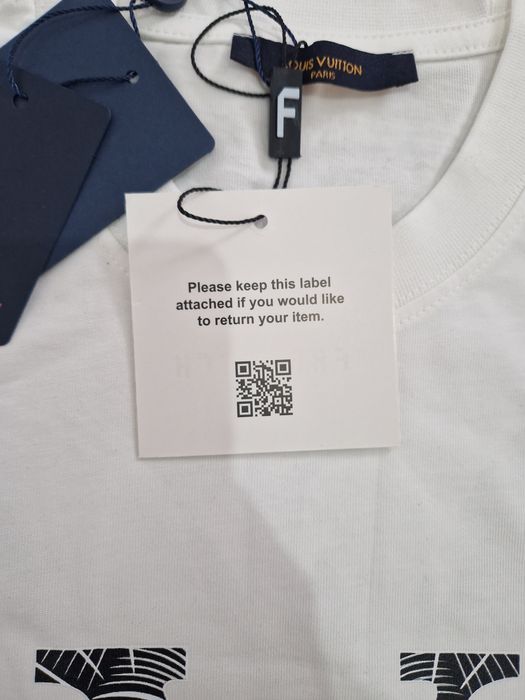 LOUIS VUITTON
PARIS
F
Please keep this label
attached if you would like
to return your item.